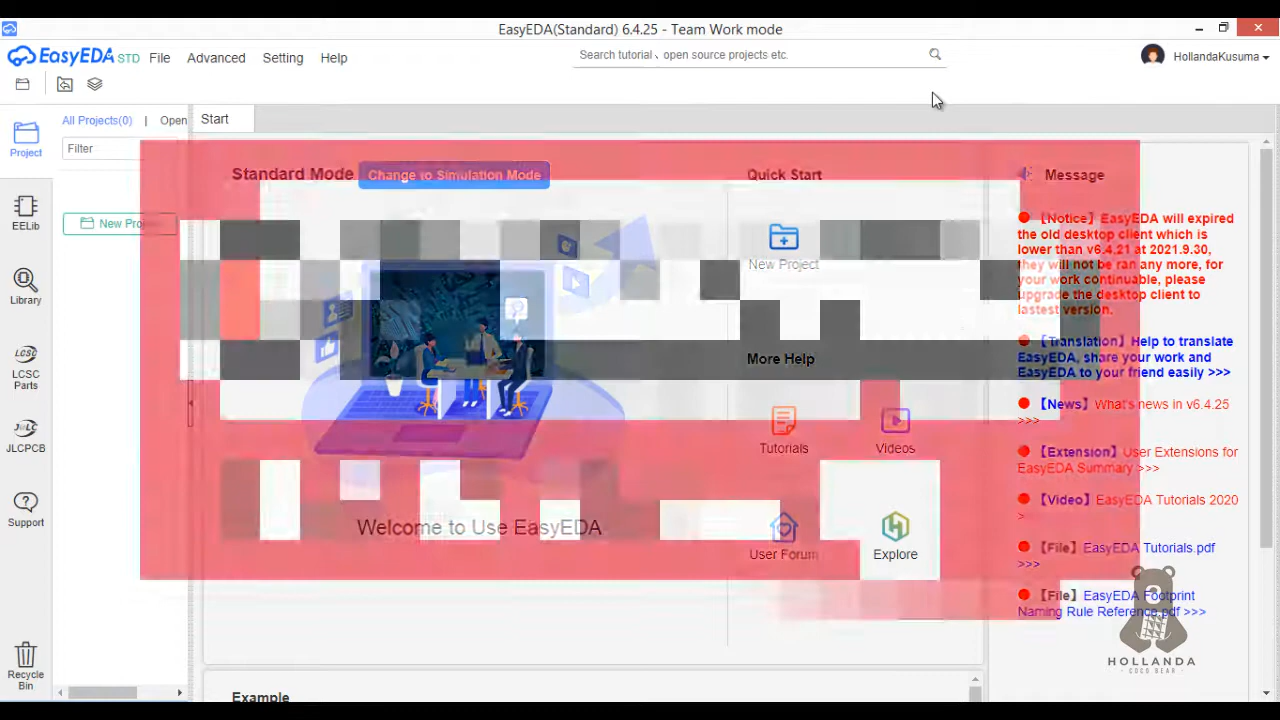 EasyEDA(Standard) 6.4.25 - Team Work mode
EasyEDA STD File Advanced Setting Help
Search tutorial、open source projects etc.
HollandaKusuma
All Projects(0) | Open
Start
Filter
New Proj
Project
EELib
Library
LCSC
Parts
JLCPCB
Support
Recycle
Bin
Standard Mode Change to Simulation Mode
Welcome to Use EasyEDA
Quick Start
New Project
More Help
Tutorials Videos
User Forum Explore
Message
【Notice】 EasyEDA will expired
the old desktop client which is
lower than v6.4.21 at 2021.9.30,
they will not be ran any more, for
your work continuable, please
upgrade the desktop client to
lastest version.
【Translation】 Help to translate
EasyEDA, share your work and
EasyEDA to your friend easily >>>
【News】 What's news in v6.4.25
>>>
【Extension】 User Extensions for
EasyEDA Summary >>>
【Video】 EasyEDA Tutorials 2020
>
【File】 EasyEDA Tutorials.pdf
>>>
【File】 EasyEDA Footprint
Naming Rule Reference.pdf >>>
Example
HOLLANDA
COCO BEAR